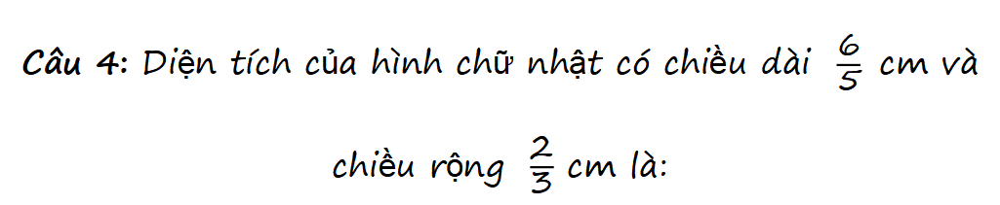 Câu 4: Diện tích của hình chữ nhật có chiều dài 6/5 cm và
chiều rộng 2/3 cm là: